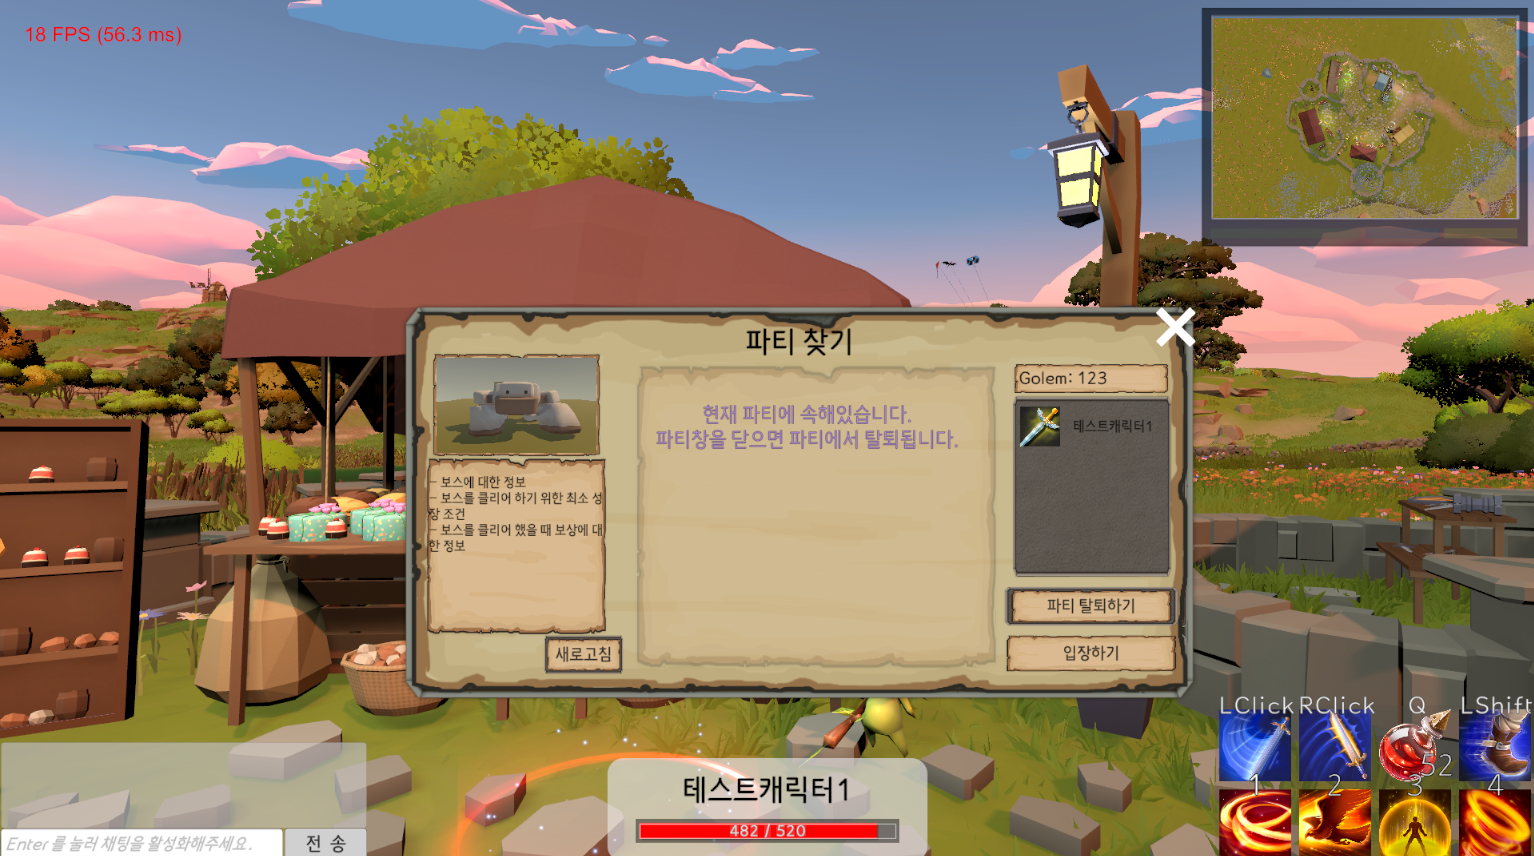 18 FPS (56.3 ms)
파티 찾기
Golem: 123
현재 파티에 속해있습니다.
파티창을 닫으면 파티에서 탈퇴됩니다.
테스트캐릭터1
- 보스에 대한 정보
- 보스를 클리어 하기 위한 최소 성
장 조건
- 보스를 클리어 했을 때 보상에 대
한 정보
파티 탈퇴하기
새로고침
입장하기
LClick RClick Q LShift
52
1 2 3 4
테스트캐릭터1
482 / 520
Enter 를 눌러 채팅을 활성화해주세요.
전 송